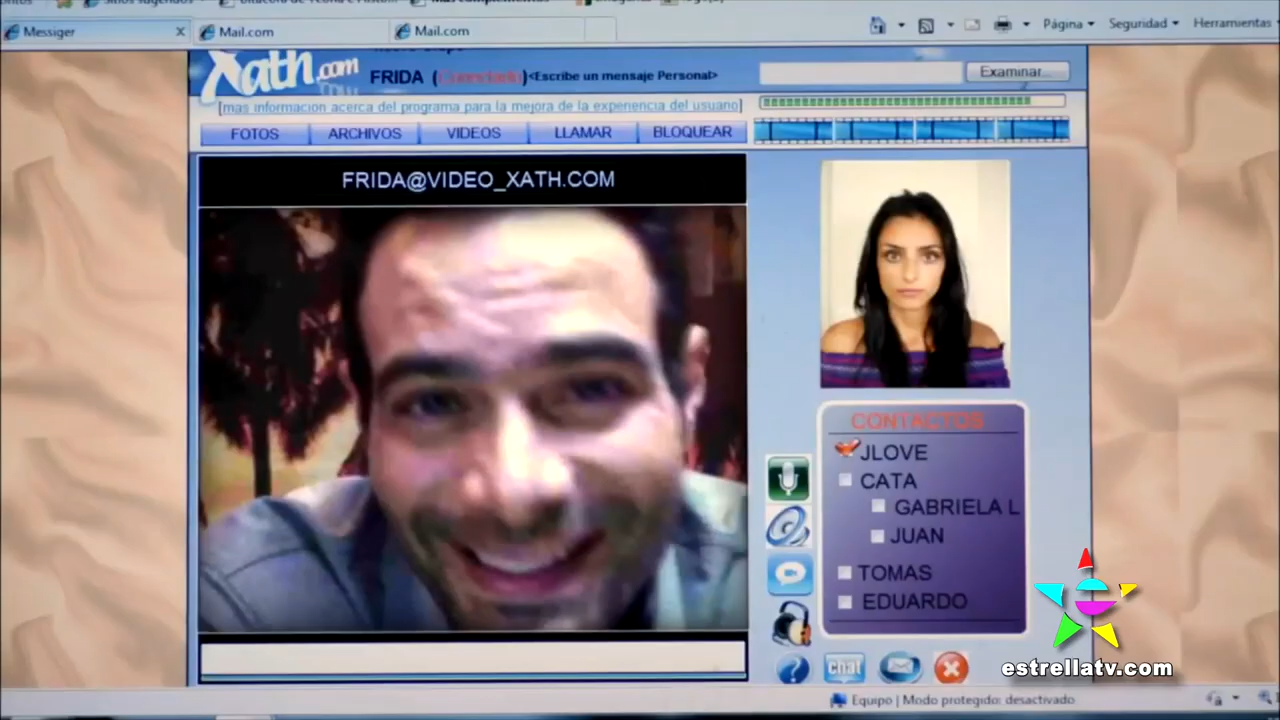 Messiger
Mail.com
Mail.com
Página
Seguridad
Herramientas
Xath.com
FRIDA (Conectado) <Escribe un mensaje Personal>
Examinar...
[mas informacion acerca del programa para la mejora de la experiencia del usuano]
FOTOS
ARCHIVOS
VIDEOS
LLAMAR
BLOQUEAR
FRIDA@VIDEO_XATH.COM
CONTACTOS
JLOVE
CATA
GABRIELA L
JUAN
TOMAS
EDUARDO
chat
estrellatv.com
Equipo | Modo protegido: desactivado